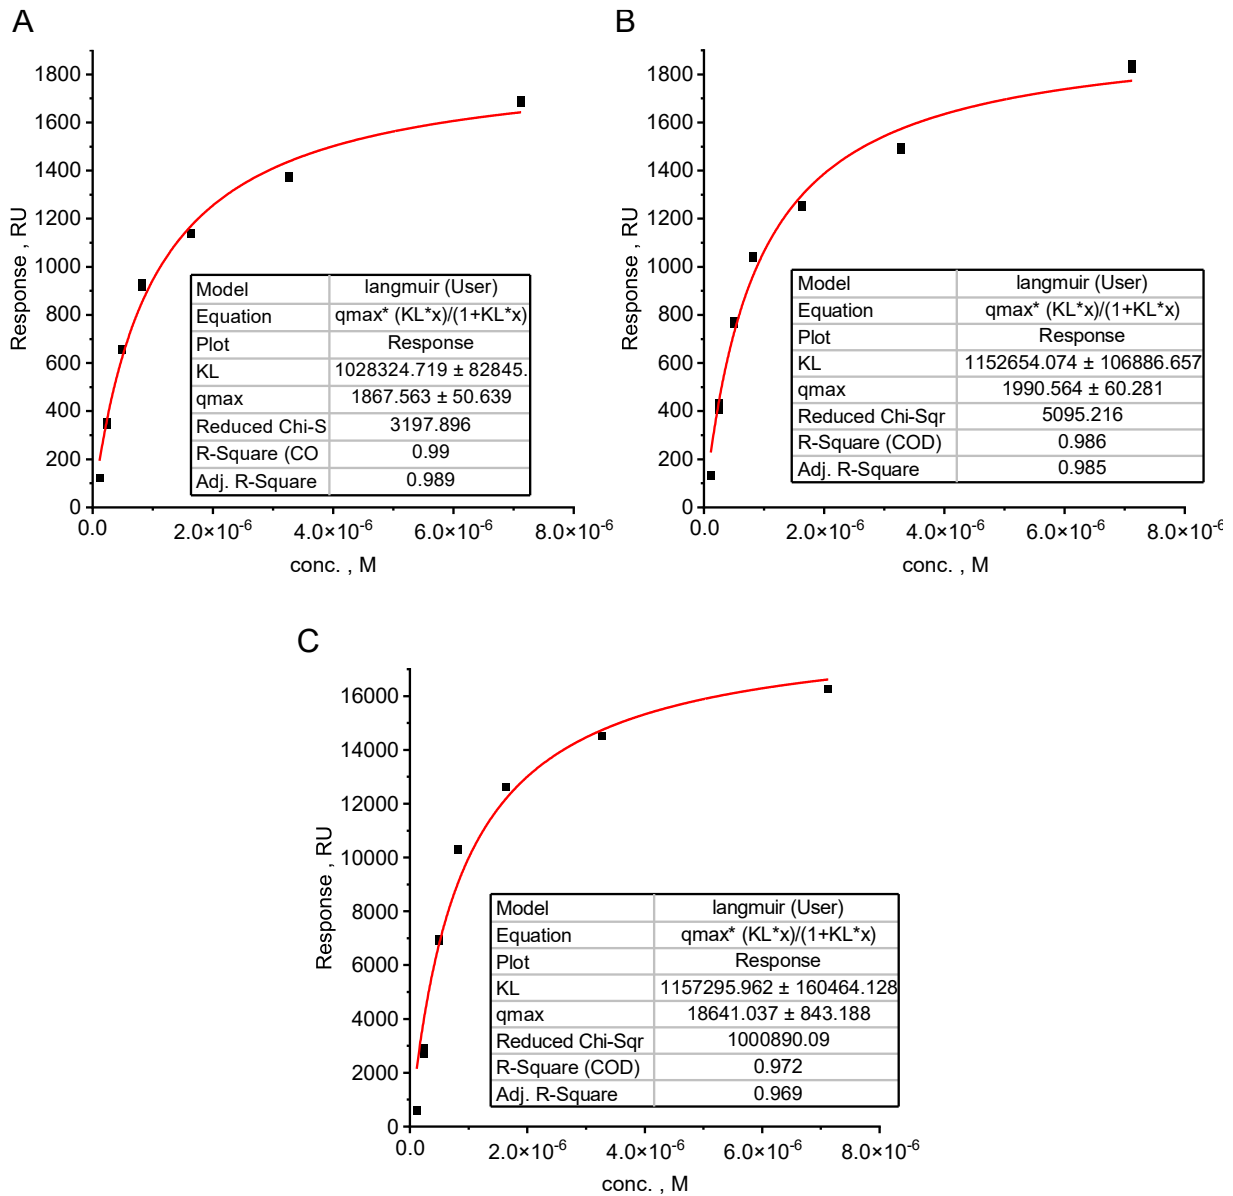 A
Response , RU
1800
1600
1400
1200
1000
800
600
400
200
0
0.0
2.0×10⁻⁶
4.0×10⁻⁶
6.0×10⁻⁶
8.0×10⁻⁶
conc. , M
Model langmuir (User)
Equation qmax* (KL*x)/(1+KL*x)
Plot Response
KL 1028324.719 ± 82845.
qmax 1867.563 ± 50.639
Reduced Chi-S 3197.896
R-Square (CO 0.99
Adj. R-Square 0.989
B
Response , RU
1800
1600
1400
1200
1000
800
600
400
200
0
0.0
2.0×10⁻⁶
4.0×10⁻⁶
6.0×10⁻⁶
8.0×10⁻⁶
conc. , M
Model langmuir (User)
Equation qmax* (KL*x)/(1+KL*x)
Plot Response
KL 1152654.074 ± 106886.657
qmax 1990.564 ± 60.281
Reduced Chi-Sqr 5095.216
R-Square (COD) 0.986
Adj. R-Square 0.985
C
Response , RU
16000
14000
12000
10000
8000
6000
4000
2000
0
0.0
2.0×10⁻⁶
4.0×10⁻⁶
6.0×10⁻⁶
8.0×10⁻⁶
conc. , M
Model langmuir (User)
Equation qmax* (KL*x)/(1+KL*x)
Plot Response
KL 1157295.962 ± 160464.128
qmax 18641.037 ± 843.188
Reduced Chi-Sqr 1000890.09
R-Square (COD) 0.972
Adj. R-Square 0.969